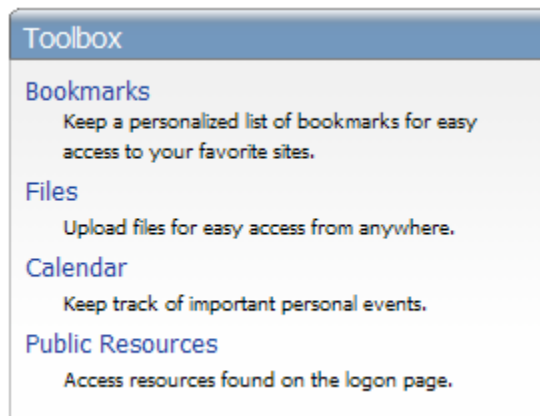 Toolbox
Bookmarks
Keep a personalized list of bookmarks for easy
access to your favorite sites.
Files
Upload files for easy access from anywhere.
Calendar
Keep track of important personal events.
Public Resources
Access resources found on the logon page.